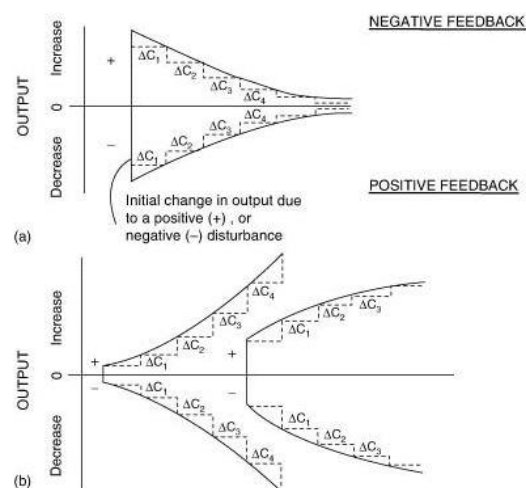 NEGATIVE FEEDBACK
Increase
+
ΔC1
ΔC2
ΔC3
ΔC4
OUTPUT
0
ΔC4
ΔC3
ΔC2
ΔC1
–
Decrease
Initial change in output due
to a positive (+) , or
negative (–) disturbance
(a)
POSITIVE FEEDBACK
Increase
ΔC4
ΔC3
ΔC2
ΔC1
+
ΔC3
ΔC2
ΔC1
+
OUTPUT
0
–
ΔC1
ΔC2
ΔC3
ΔC4
–
ΔC1
ΔC2
ΔC3
Decrease
(b)